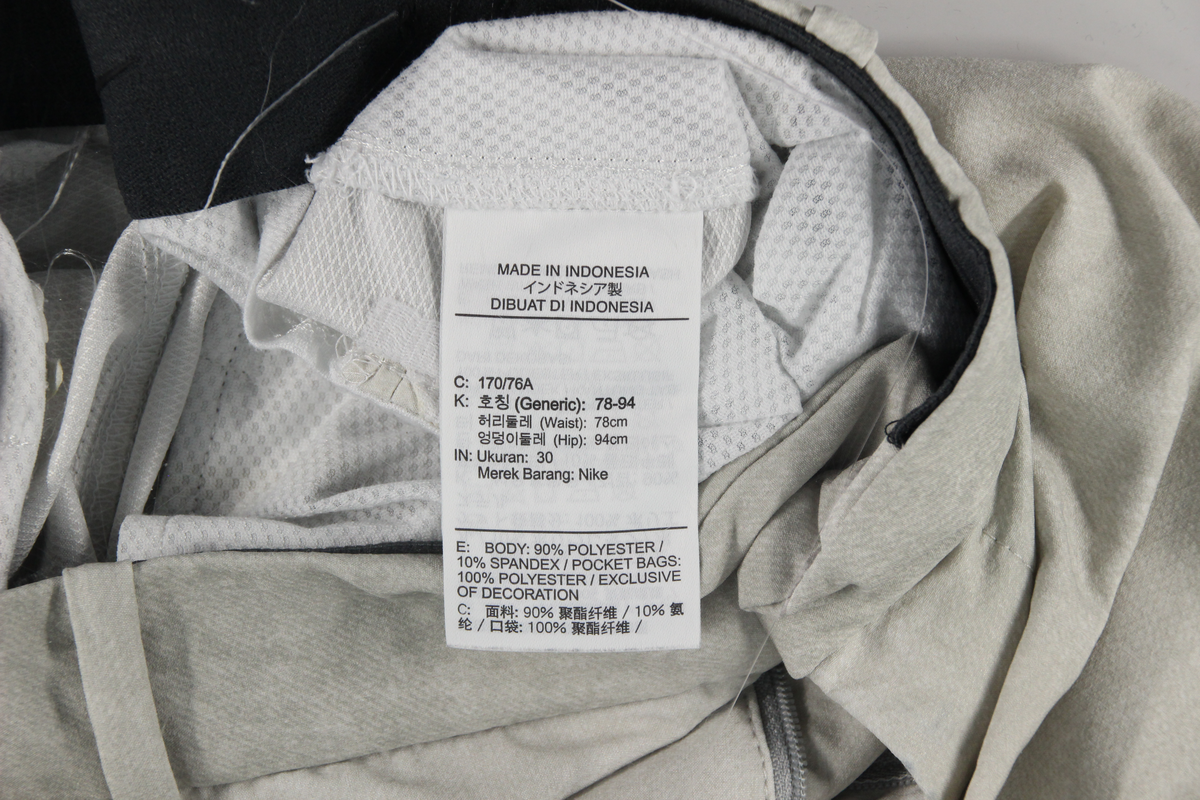 MADE IN INDONESIA
インドネシア製
DIBUAT DI INDONESIA
C: 170/76A
K: 호칭 (Generic): 78-94
허리둘레 (Waist): 78cm
엉덩이둘레 (Hip): 94cm
IN: Ukuran: 30
Merek Barang: Nike
E: BODY: 90% POLYESTER /
10% SPANDEX / POCKET BAGS:
100% POLYESTER / EXCLUSIVE
OF DECORATION
C: 面料: 90% 聚酯纤维 / 10% 氨
纶 / 口袋: 100% 聚酯纤维 /